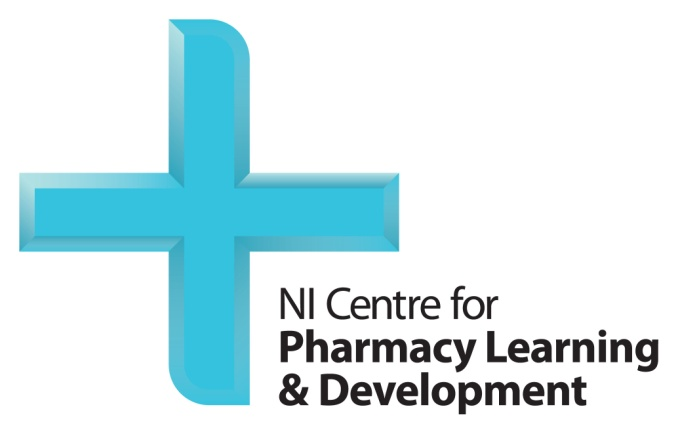 NI Centre for
Pharmacy Learning
& Development